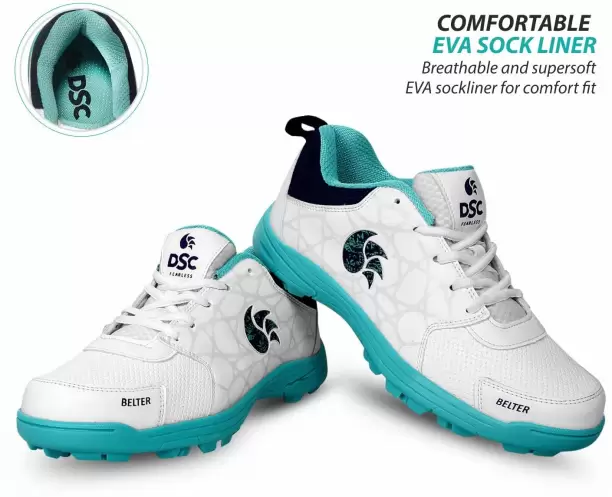 COMFORTABLE
EVA SOCK LINER
Breathable and supersoft
EVA sockliner for comfort fit
DSC
DSC
FEARLESS
DSC
FEARLESS
BELTER
BELTER